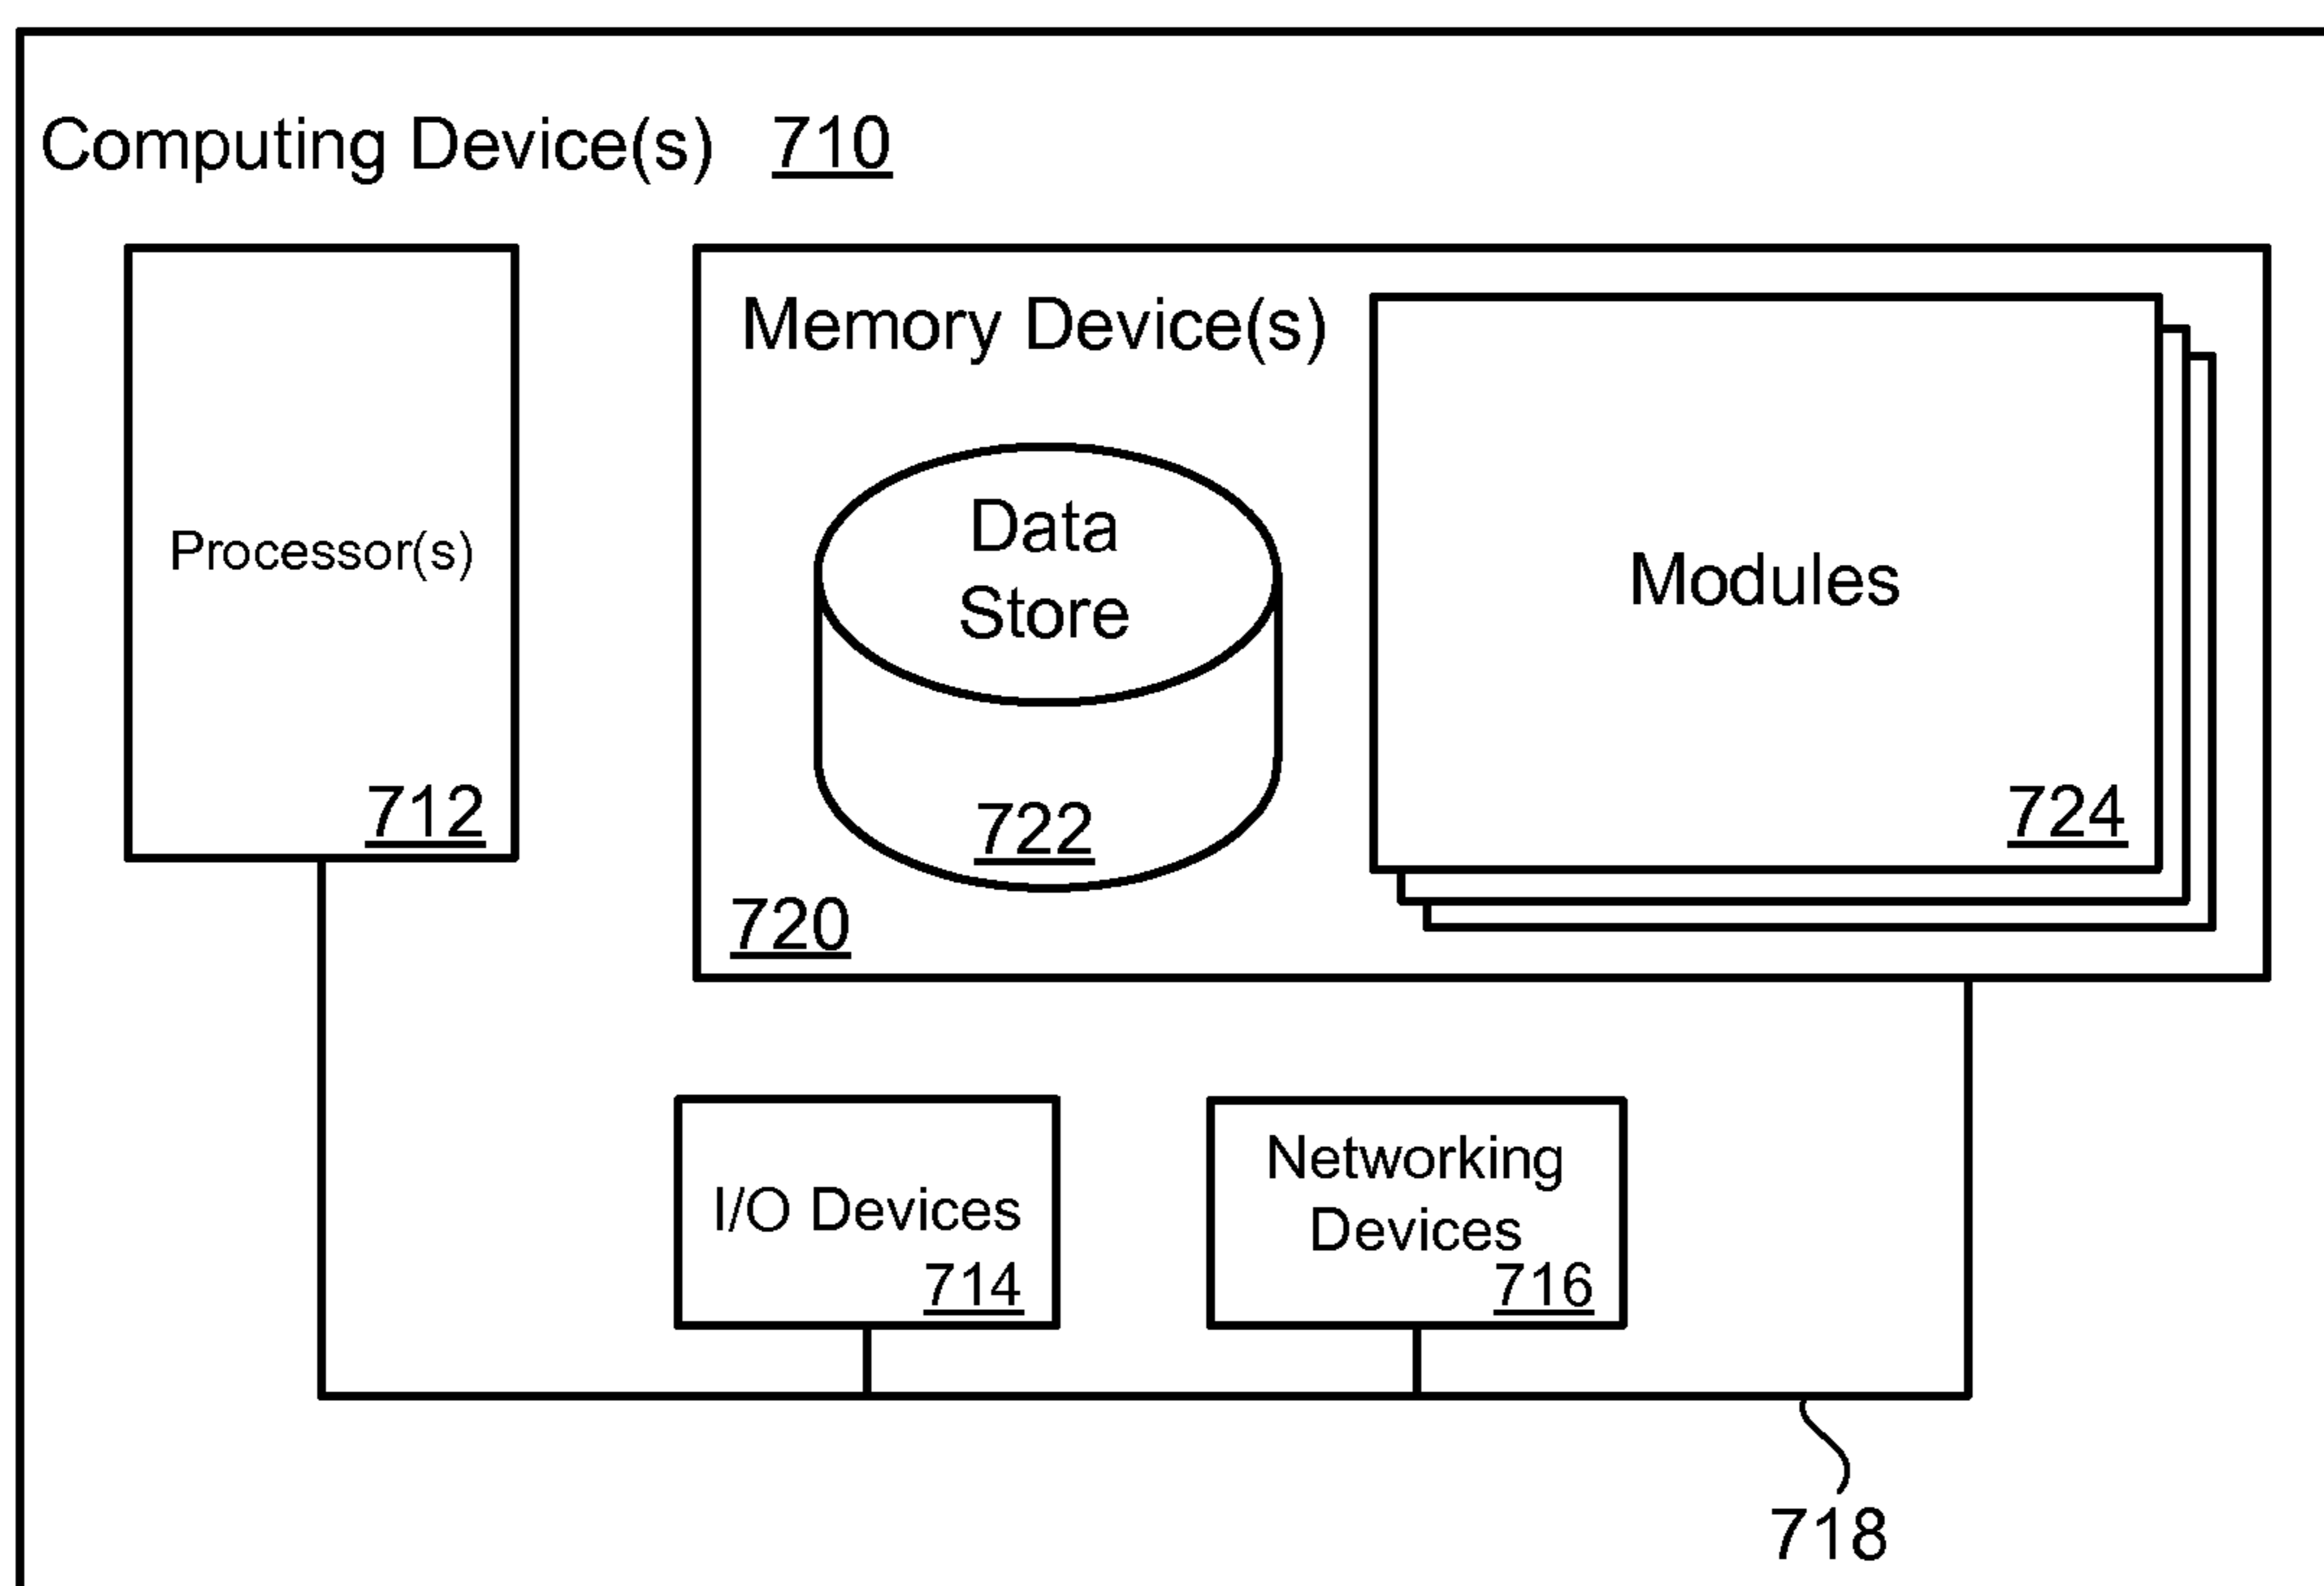 Computing Device(s) 710
Processor(s)
712
Memory Device(s)
Data
Store
722
720
Modules
724
I/O Devices
714
Networking
Devices
716
718